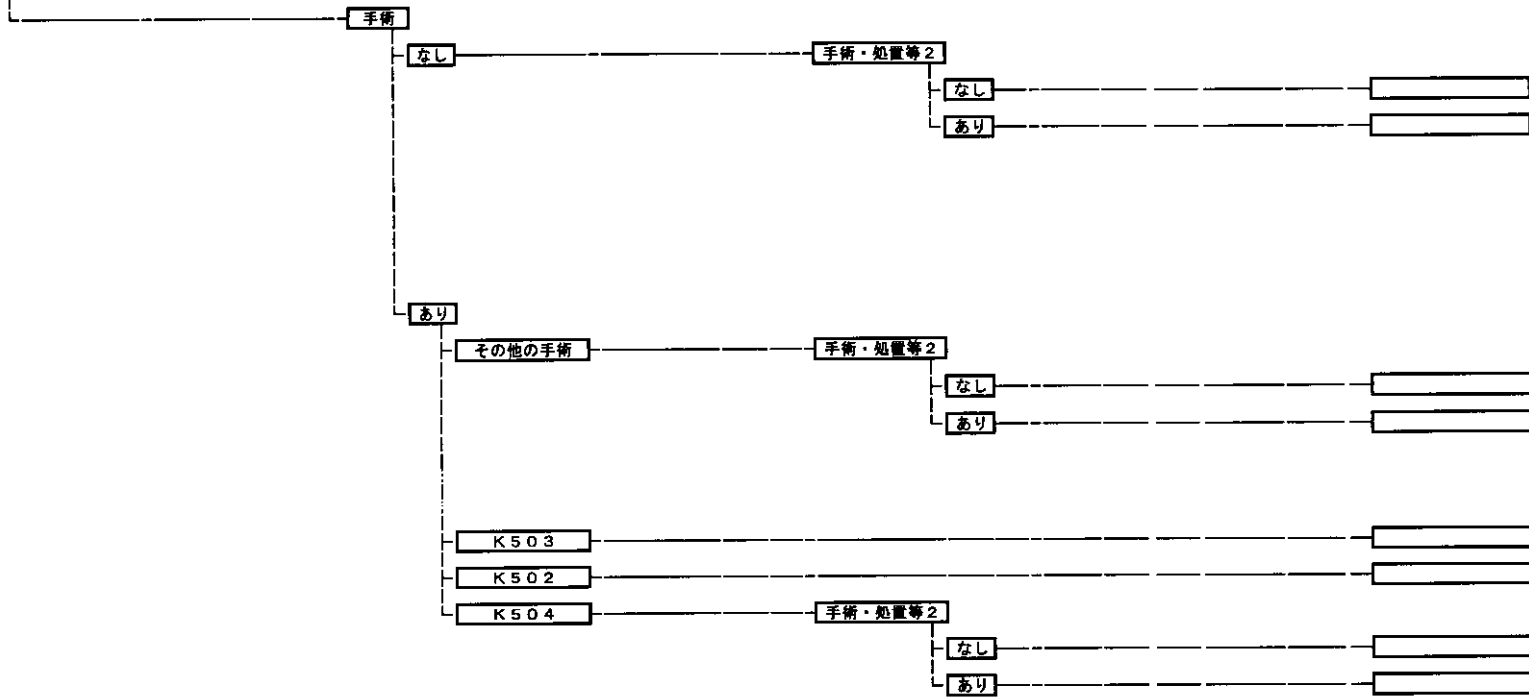 手術
なし
手術・処置等2
なし
あり
あり
その他の手術
手術・処置等2
なし
あり
K503
K502
K504
手術・処置等2
なし
あり